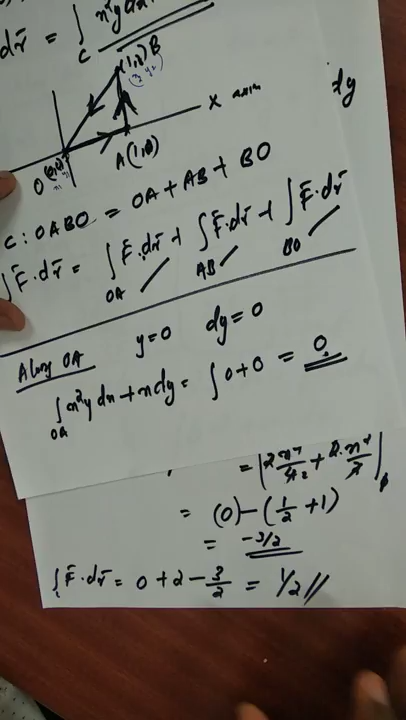 dr̄ = ∫ x²y dx
C
(1,2) B
X axis
dy
O (0,0)
A(1,0)
C : OABO = OA + AB + BO
∫F̄·dr̄ = ∫F̄·dr̄ + ∫F̄·dr̄ + ∫F̄·dr̄
OA AB BO
Along OA y=0 dy=0
∫x²y dx + x dy = ∫0+0 = 0
OA
= (0)-(1/2 + 1)
= -3/2
∫F̄·dr̄ = 0+2-3/2 = 1/2 //